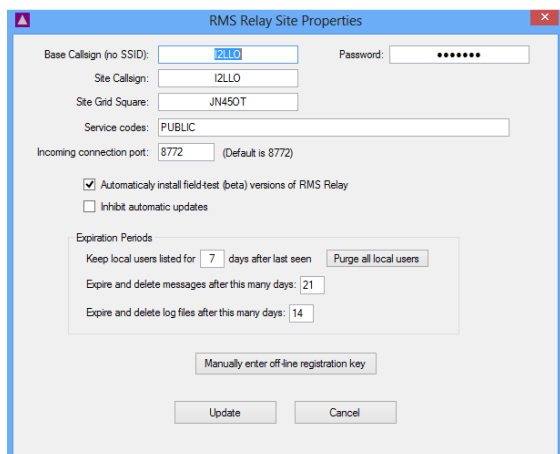 RMS Relay Site Properties
Base Callsign (no SSID): I2LLO Password: •••••••
Site Callsign: I2LLO
Site Grid Square: JN45OT
Service codes: PUBLIC
Incoming connection port: 8772 (Default is 8772)
Automaticaly install field-test (beta) versions of RMS Relay
Inhibit automatic updates
Expiration Periods
Keep local users listed for 7 days after last seen Purge all local users
Expire and delete messages after this many days: 21
Expire and delete log files after this many days: 14
Manually enter off-line registration key
Update Cancel